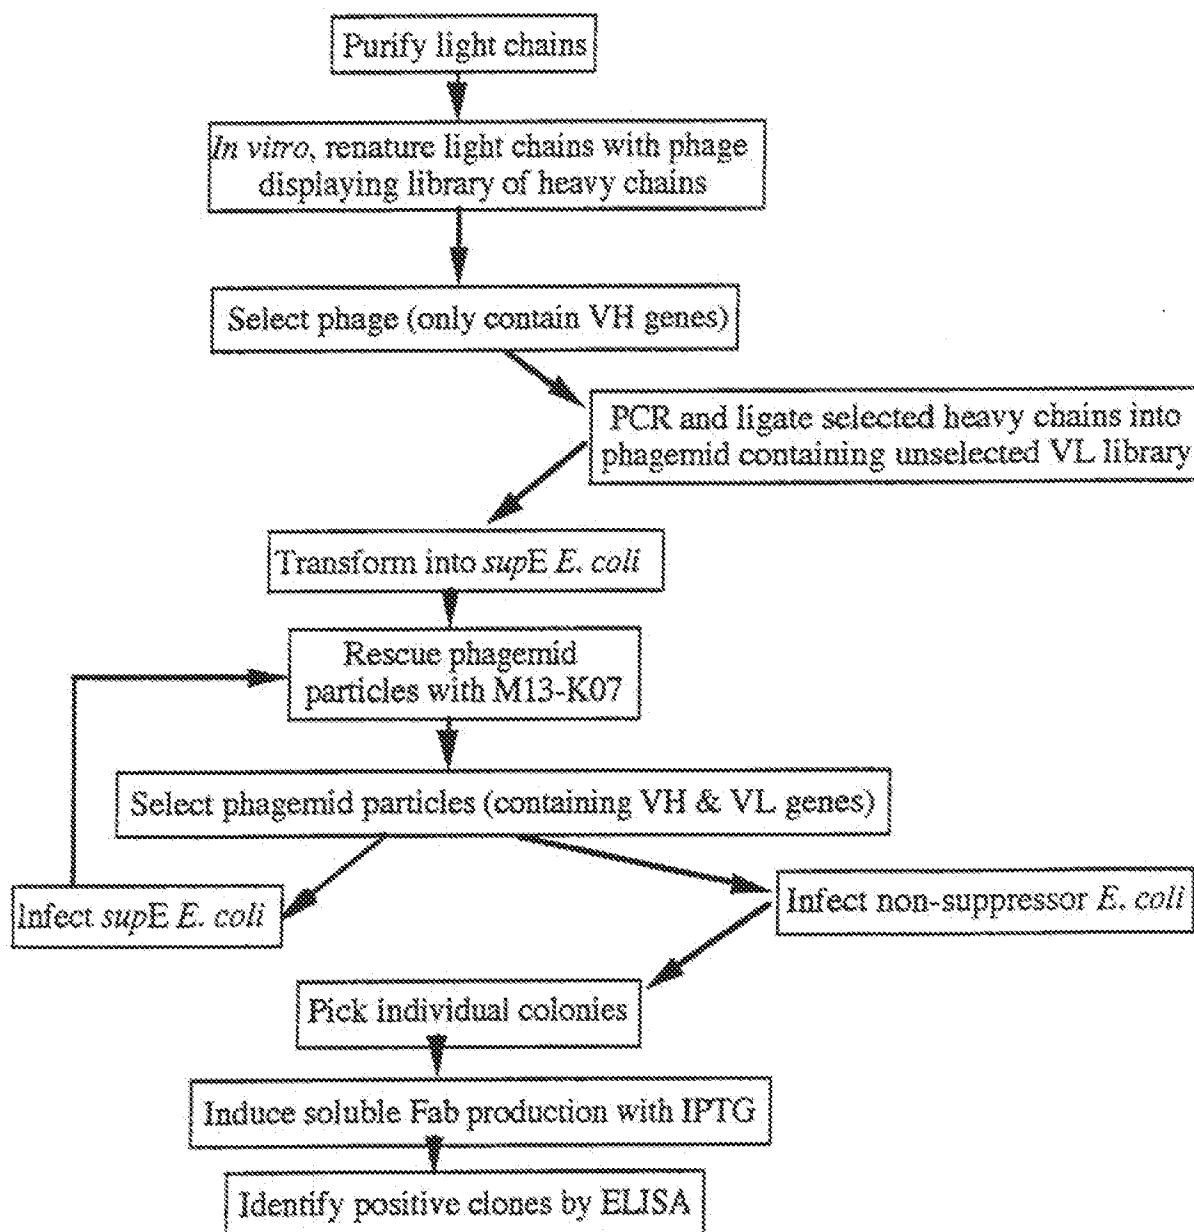 Purify light chains
In vitro, renature light chains with phage
displaying library of heavy chains
Select phage (only contain VH genes)
PCR and ligate selected heavy chains into
phagemid containing unselected VL library
Transform into supE E. coli
Rescue phagemid
particles with M13-K07
Select phagemid particles (containing VH & VL genes)
Infect supE E. coli
Infect non-suppressor E. coli
Pick individual colonies
Induce soluble Fab production with IPTG
Identify positive clones by ELISA